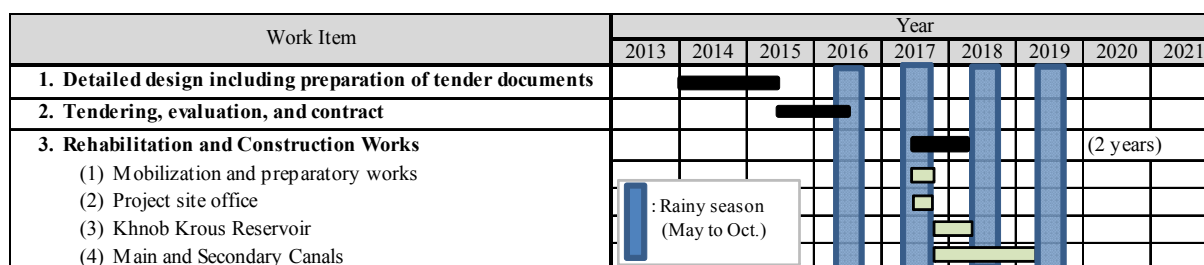 Work Item
Year
2013 2014 2015 2016 2017 2018 2019 2020 2021
1. Detailed design including preparation of tender documents
2. Tendering, evaluation, and contract
3. Rehabilitation and Construction Works (2 years)
(1) Mobilization and preparatory works
(2) Project site office
(3) Khnob Krous Reservoir
(4) Main and Secondary Canals
: Rainy season
(May to Oct.)